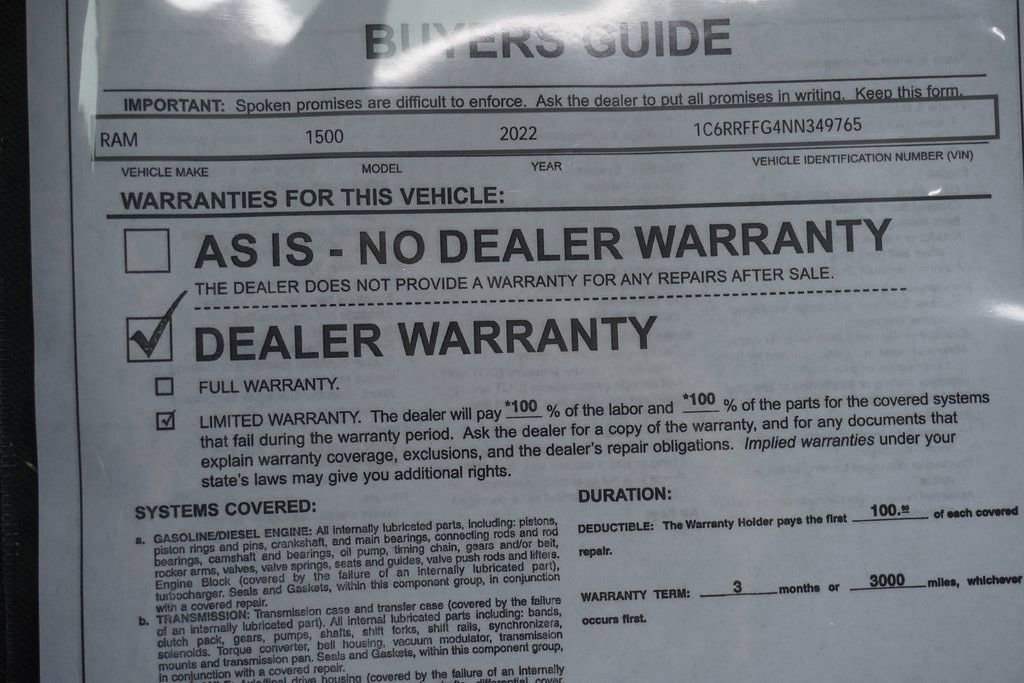 BUYERS GUIDE
IMPORTANT: Spoken promises are difficult to enforce. Ask the dealer to put all promises in writing. Keep this form.
RAM 1500 2022 1C6RRFFG4NN349765
VEHICLE MAKE MODEL YEAR VEHICLE IDENTIFICATION NUMBER (VIN)
WARRANTIES FOR THIS VEHICLE:
AS IS - NO DEALER WARRANTY
THE DEALER DOES NOT PROVIDE A WARRANTY FOR ANY REPAIRS AFTER SALE.
DEALER WARRANTY
FULL WARRANTY.
LIMITED WARRANTY. The dealer will pay *100 % of the labor and *100 % of the parts for the covered systems
that fail during the warranty period. Ask the dealer for a copy of the warranty, and for any documents that
explain warranty coverage, exclusions, and the dealer's repair obligations. Implied warranties under your
state's laws may give you additional rights.
SYSTEMS COVERED:
a. GASOLINE/DIESEL ENGINE: All internally lubricated parts, including: pistons,
piston rings and pins, crankshaft, and main bearings, connecting rods and rod
bearings, camshaft and bearings, oil pump, timing chain, gears and/or belt,
rocker arms, valves, valve springs, seats and guides, valve push rods and lifters.
Engine Block (covered by the failure of an internally lubricated part),
turbocharger. Seals and Gaskets, within this component group, in conjunction
with a covered repair.
b. TRANSMISSION: Transmission case and transfer case (covered by the failure
of an internally lubricated part). All internal lubricated parts including: bands,
clutch pack, gears, pumps, shafts, shift forks, shift rails, synchronizers,
solenoids. Torque converter, bell housing, vacuum modulator, transmission
mounts and transmission pan. Seals and Gaskets, within this component group,
in conjunction with a covered repair.
drive housing (covered by the failure of an internally
differential cover
DURATION:
DEDUCTIBLE: The Warranty Holder pays the first 100.00 of each covered
repair.
WARRANTY TERM: 3 months or 3000 miles, whichever
occurs first.